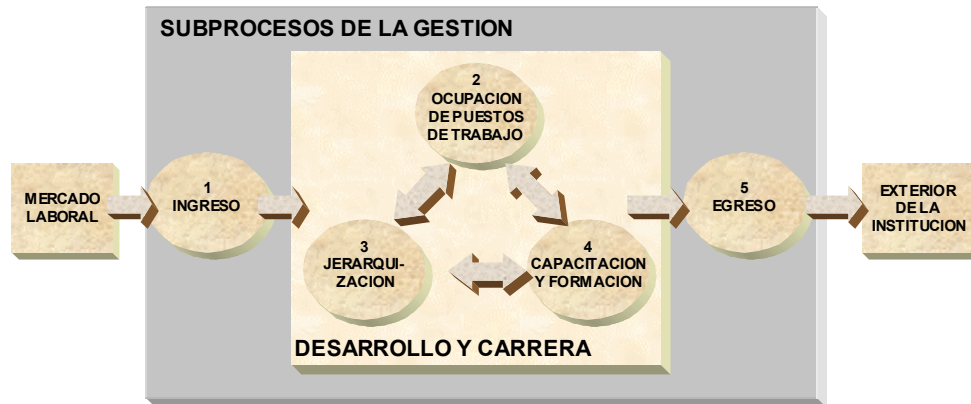 SUBPROCESOS DE LA GESTION
2
OCUPACION
DE PUESTOS
DE TRABAJO
MERCADO
LABORAL
1
INGRESO
3
JERARQUI-
ZACION
4
CAPACITACION
Y FORMACION
5
EGRESO
EXTERIOR
DE LA
INSTITUCION
DESARROLLO Y CARRERA